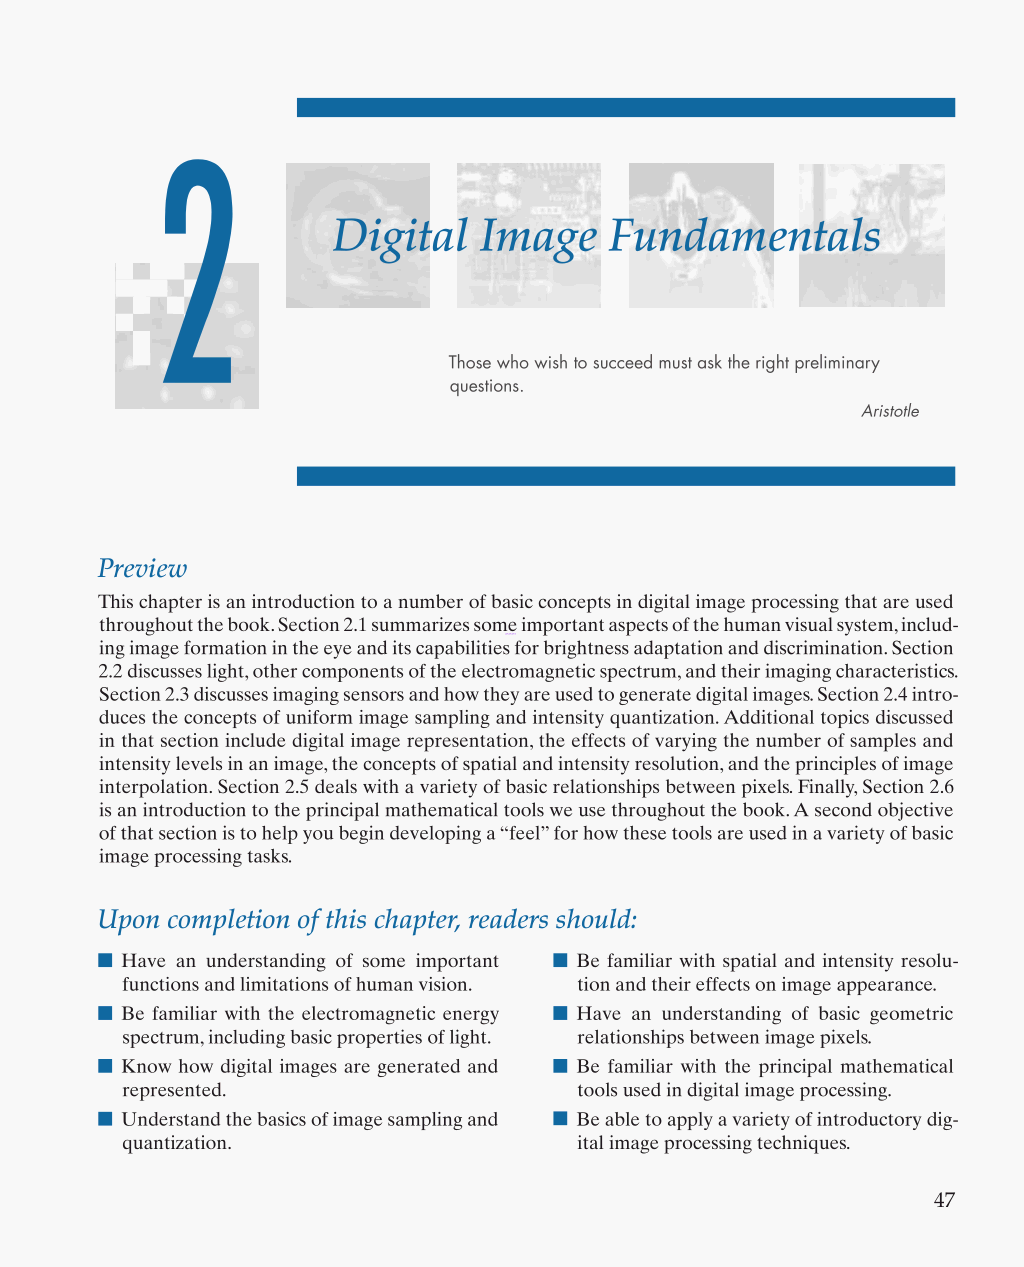 2
Digital Image Fundamentals
Those who wish to succeed must ask the right preliminary
questions.
Aristotle
Preview
This chapter is an introduction to a number of basic concepts in digital image processing that are used
throughout the book. Section 2.1 summarizes some important aspects of the human visual system, includ-
ing image formation in the eye and its capabilities for brightness adaptation and discrimination. Section
2.2 discusses light, other components of the electromagnetic spectrum, and their imaging characteristics.
Section 2.3 discusses imaging sensors and how they are used to generate digital images. Section 2.4 intro-
duces the concepts of uniform image sampling and intensity quantization. Additional topics discussed
in that section include digital image representation, the effects of varying the number of samples and
intensity levels in an image, the concepts of spatial and intensity resolution, and the principles of image
interpolation. Section 2.5 deals with a variety of basic relationships between pixels. Finally, Section 2.6
is an introduction to the principal mathematical tools we use throughout the book. A second objective
of that section is to help you begin developing a “feel” for how these tools are used in a variety of basic
image processing tasks.
Upon completion of this chapter, readers should:
■ Have an understanding of some important
functions and limitations of human vision.
■ Be familiar with the electromagnetic energy
spectrum, including basic properties of light.
■ Know how digital images are generated and
represented.
■ Understand the basics of image sampling and
quantization.
■ Be familiar with spatial and intensity resolu-
tion and their effects on image appearance.
■ Have an understanding of basic geometric
relationships between image pixels.
■ Be familiar with the principal mathematical
tools used in digital image processing.
■ Be able to apply a variety of introductory dig-
ital image processing techniques.
47